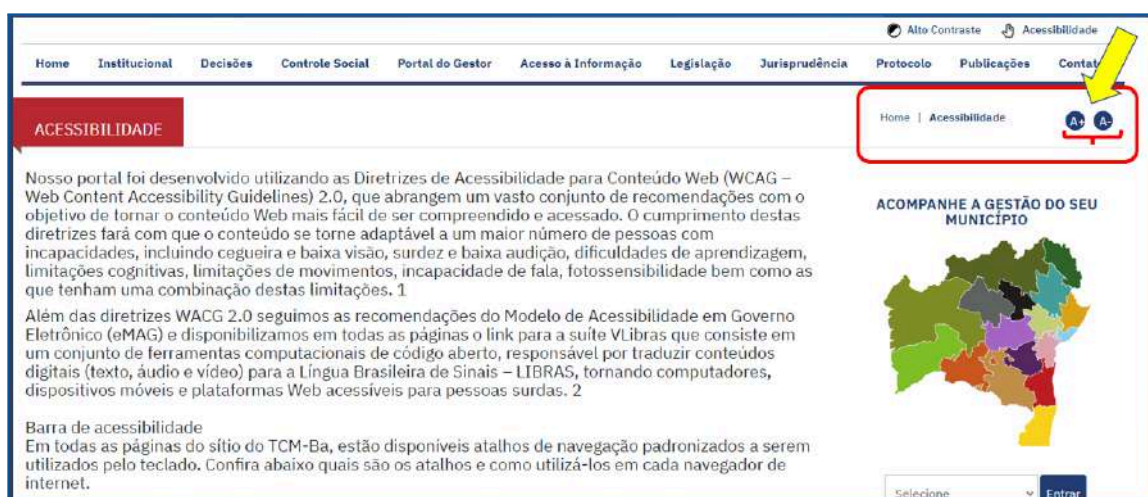 Alto Contraste Acessibilidade
Home Institucional Decisões Controle Social Portal do Gestor Acesso à Informação Legislação Jurisprudência Protocolo Publicações Contato
ACESSIBILIDADE
Home | Acessibilidade A+ A-
Nosso portal foi desenvolvido utilizando as Diretrizes de Acessibilidade para Conteúdo Web (WCAG –
Web Content Accessibility Guidelines) 2.0, que abrangem um vasto conjunto de recomendações com o
objetivo de tornar o conteúdo Web mais fácil de ser compreendido e acessado. O cumprimento destas
diretrizes fará com que o conteúdo se torne adaptável a um maior número de pessoas com
incapacidades, incluindo cegueira e baixa visão, surdez e baixa audição, dificuldades de aprendizagem,
limitações cognitivas, limitações de movimentos, incapacidade de fala, fotossensibilidade bem como as
que tenham uma combinação destas limitações. 1
Além das diretrizes WACG 2.0 seguimos as recomendações do Modelo de Acessibilidade em Governo
Eletrônico (eMAG) e disponibilizamos em todas as páginas o link para a suíte VLibras que consiste em
um conjunto de ferramentas computacionais de código aberto, responsável por traduzir conteúdos
digitais (texto, áudio e vídeo) para a Língua Brasileira de Sinais – LIBRAS, tornando computadores,
dispositivos móveis e plataformas Web acessíveis para pessoas surdas. 2
Barra de acessibilidade
Em todas as páginas do sítio do TCM-Ba, estão disponíveis atalhos de navegação padronizados a serem
utilizados pelo teclado. Confira abaixo quais são os atalhos e como utilizá-los em cada navegador de
internet.
ACOMPANHE A GESTÃO DO SEU
MUNICÍPIO
Selecione Entrar